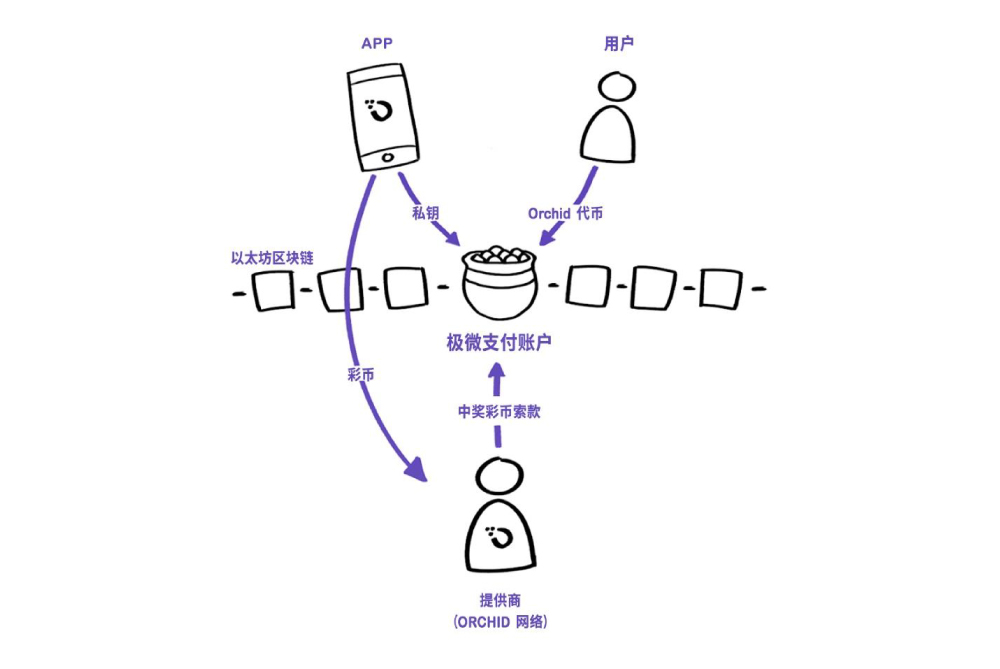 APP
用户
私钥
Orchid 代币
以太坊区块链
极微支付账户
彩币
中奖彩币索款
提供商
(ORCHID 网络)